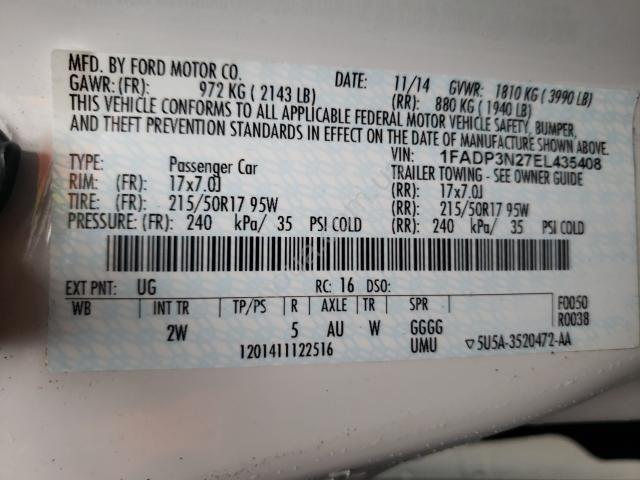 MFD. BY FORD MOTOR CO. DATE: 11/14 GVWR: 1810 KG ( 3990 LB)
GAWR: (FR): 972 KG ( 2143 LB) (RR): 880 KG ( 1940 LB)
THIS VEHICLE CONFORMS TO ALL APPLICABLE FEDERAL MOTOR VEHICLE SAFETY, BUMPER,
AND THEFT PREVENTION STANDARDS IN EFFECT ON THE DATE OF MANUFACTURE SHOWN ABOVE.
VIN: 1FADP3N27EL435408
TYPE: Passenger Car TRAILER TOWING - SEE OWNER GUIDE
RIM: (FR): 17x7.0J (RR): 17x7.0J
TIRE: (FR): 215/50R17 95W (RR): 215/50R17 95W
PRESSURE: (FR): 240 kPa/ 35 PSI COLD (RR): 240 kPa/ 35 PSI COLD
EXT PNT: UG RC: 16 DSO:
WB INT TR TP/PS R AXLE TR SPR F0050
2W 5 AU W GGGG R0038
1201411122516 UMU ▽5U5A-3520472-AA